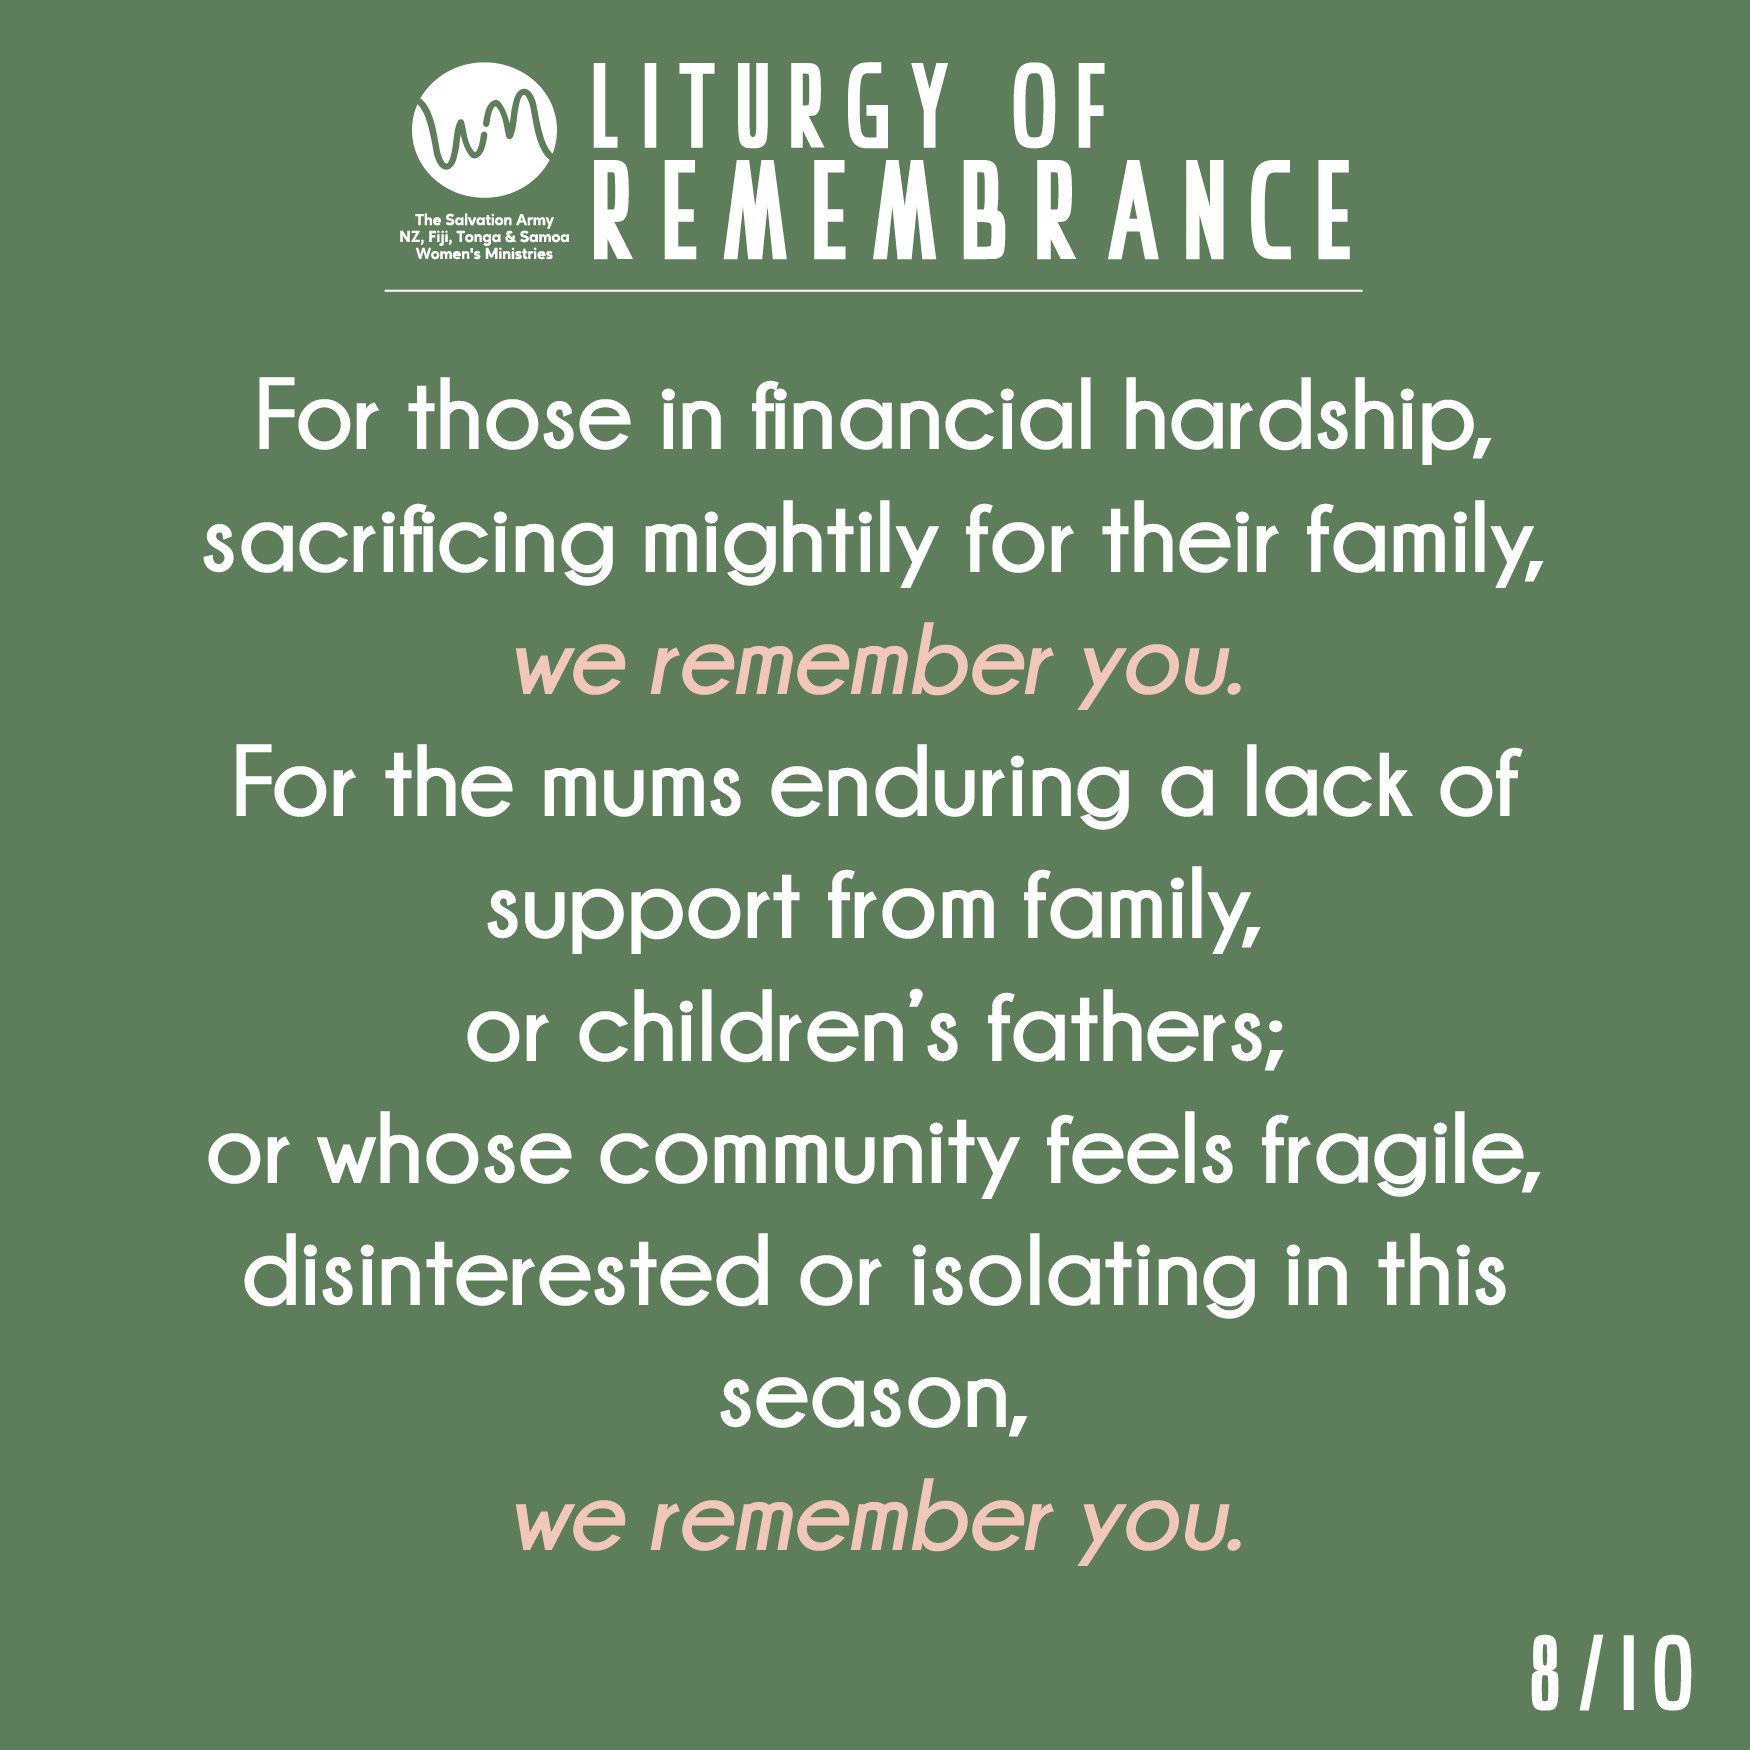 LITURGY OF
REMEMBRANCE
wm
The Salvation Army
NZ, Fiji, Tonga & Samoa
Women's Ministries
For those in financial hardship,
sacrificing mightily for their family,
we remember you.
For the mums enduring a lack of
support from family,
or children’s fathers;
or whose community feels fragile,
disinterested or isolating in this
season,
we remember you.
8/10